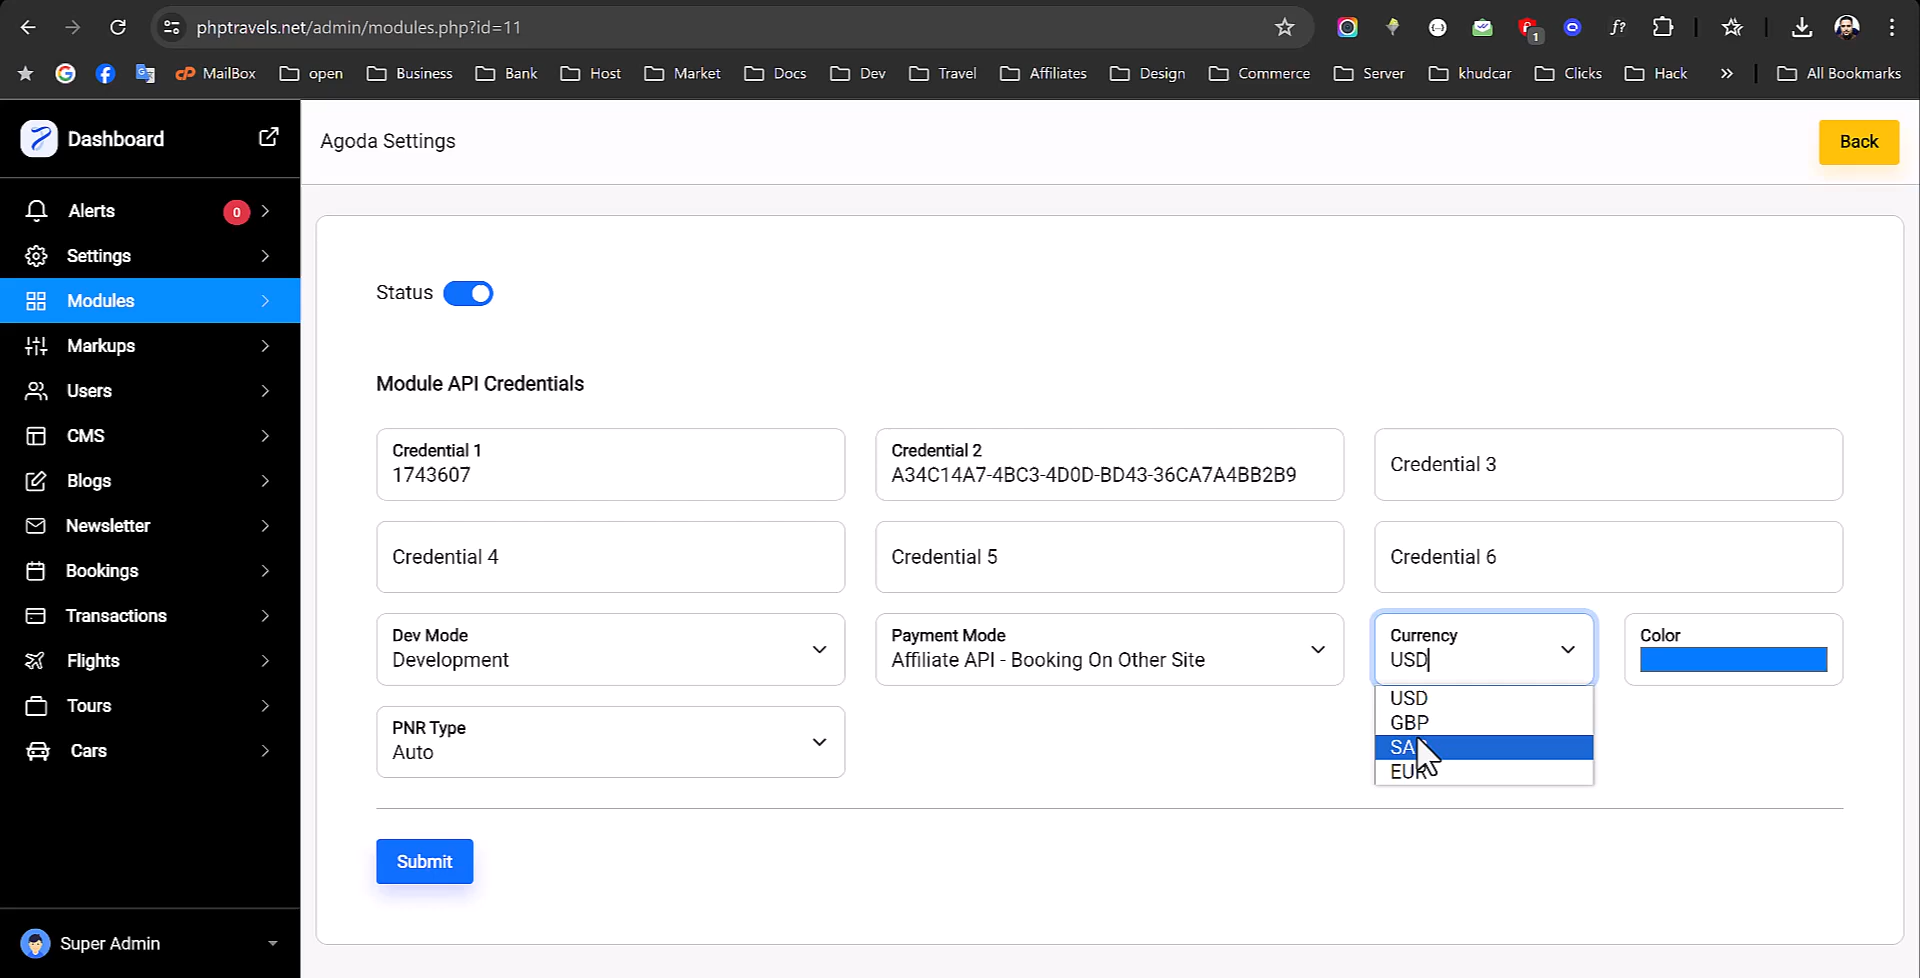 phptravels.net/admin/modules.php?id=11
1
MailBox
open
Business
Bank
Host
Market
Docs
Dev
Travel
Affiliates
Design
Commerce
Server
khudcar
Clicks
Hack
All Bookmarks
Dashboard
Agoda Settings
Back
Alerts
0
Settings
Modules
Markups
Users
CMS
Blogs
Newsletter
Bookings
Transactions
Flights
Tours
Cars
Super Admin
Status
Module API Credentials
Credential 1
1743607
Credential 2
A34C14A7-4BC3-4D0D-BD43-36CA7A4BB2B9
Credential 3
Credential 4
Credential 5
Credential 6
Dev Mode
Development
Payment Mode
Affiliate API - Booking On Other Site
Currency
USD
Color
USD
GBP
EUR
PNR Type
Auto
Submit